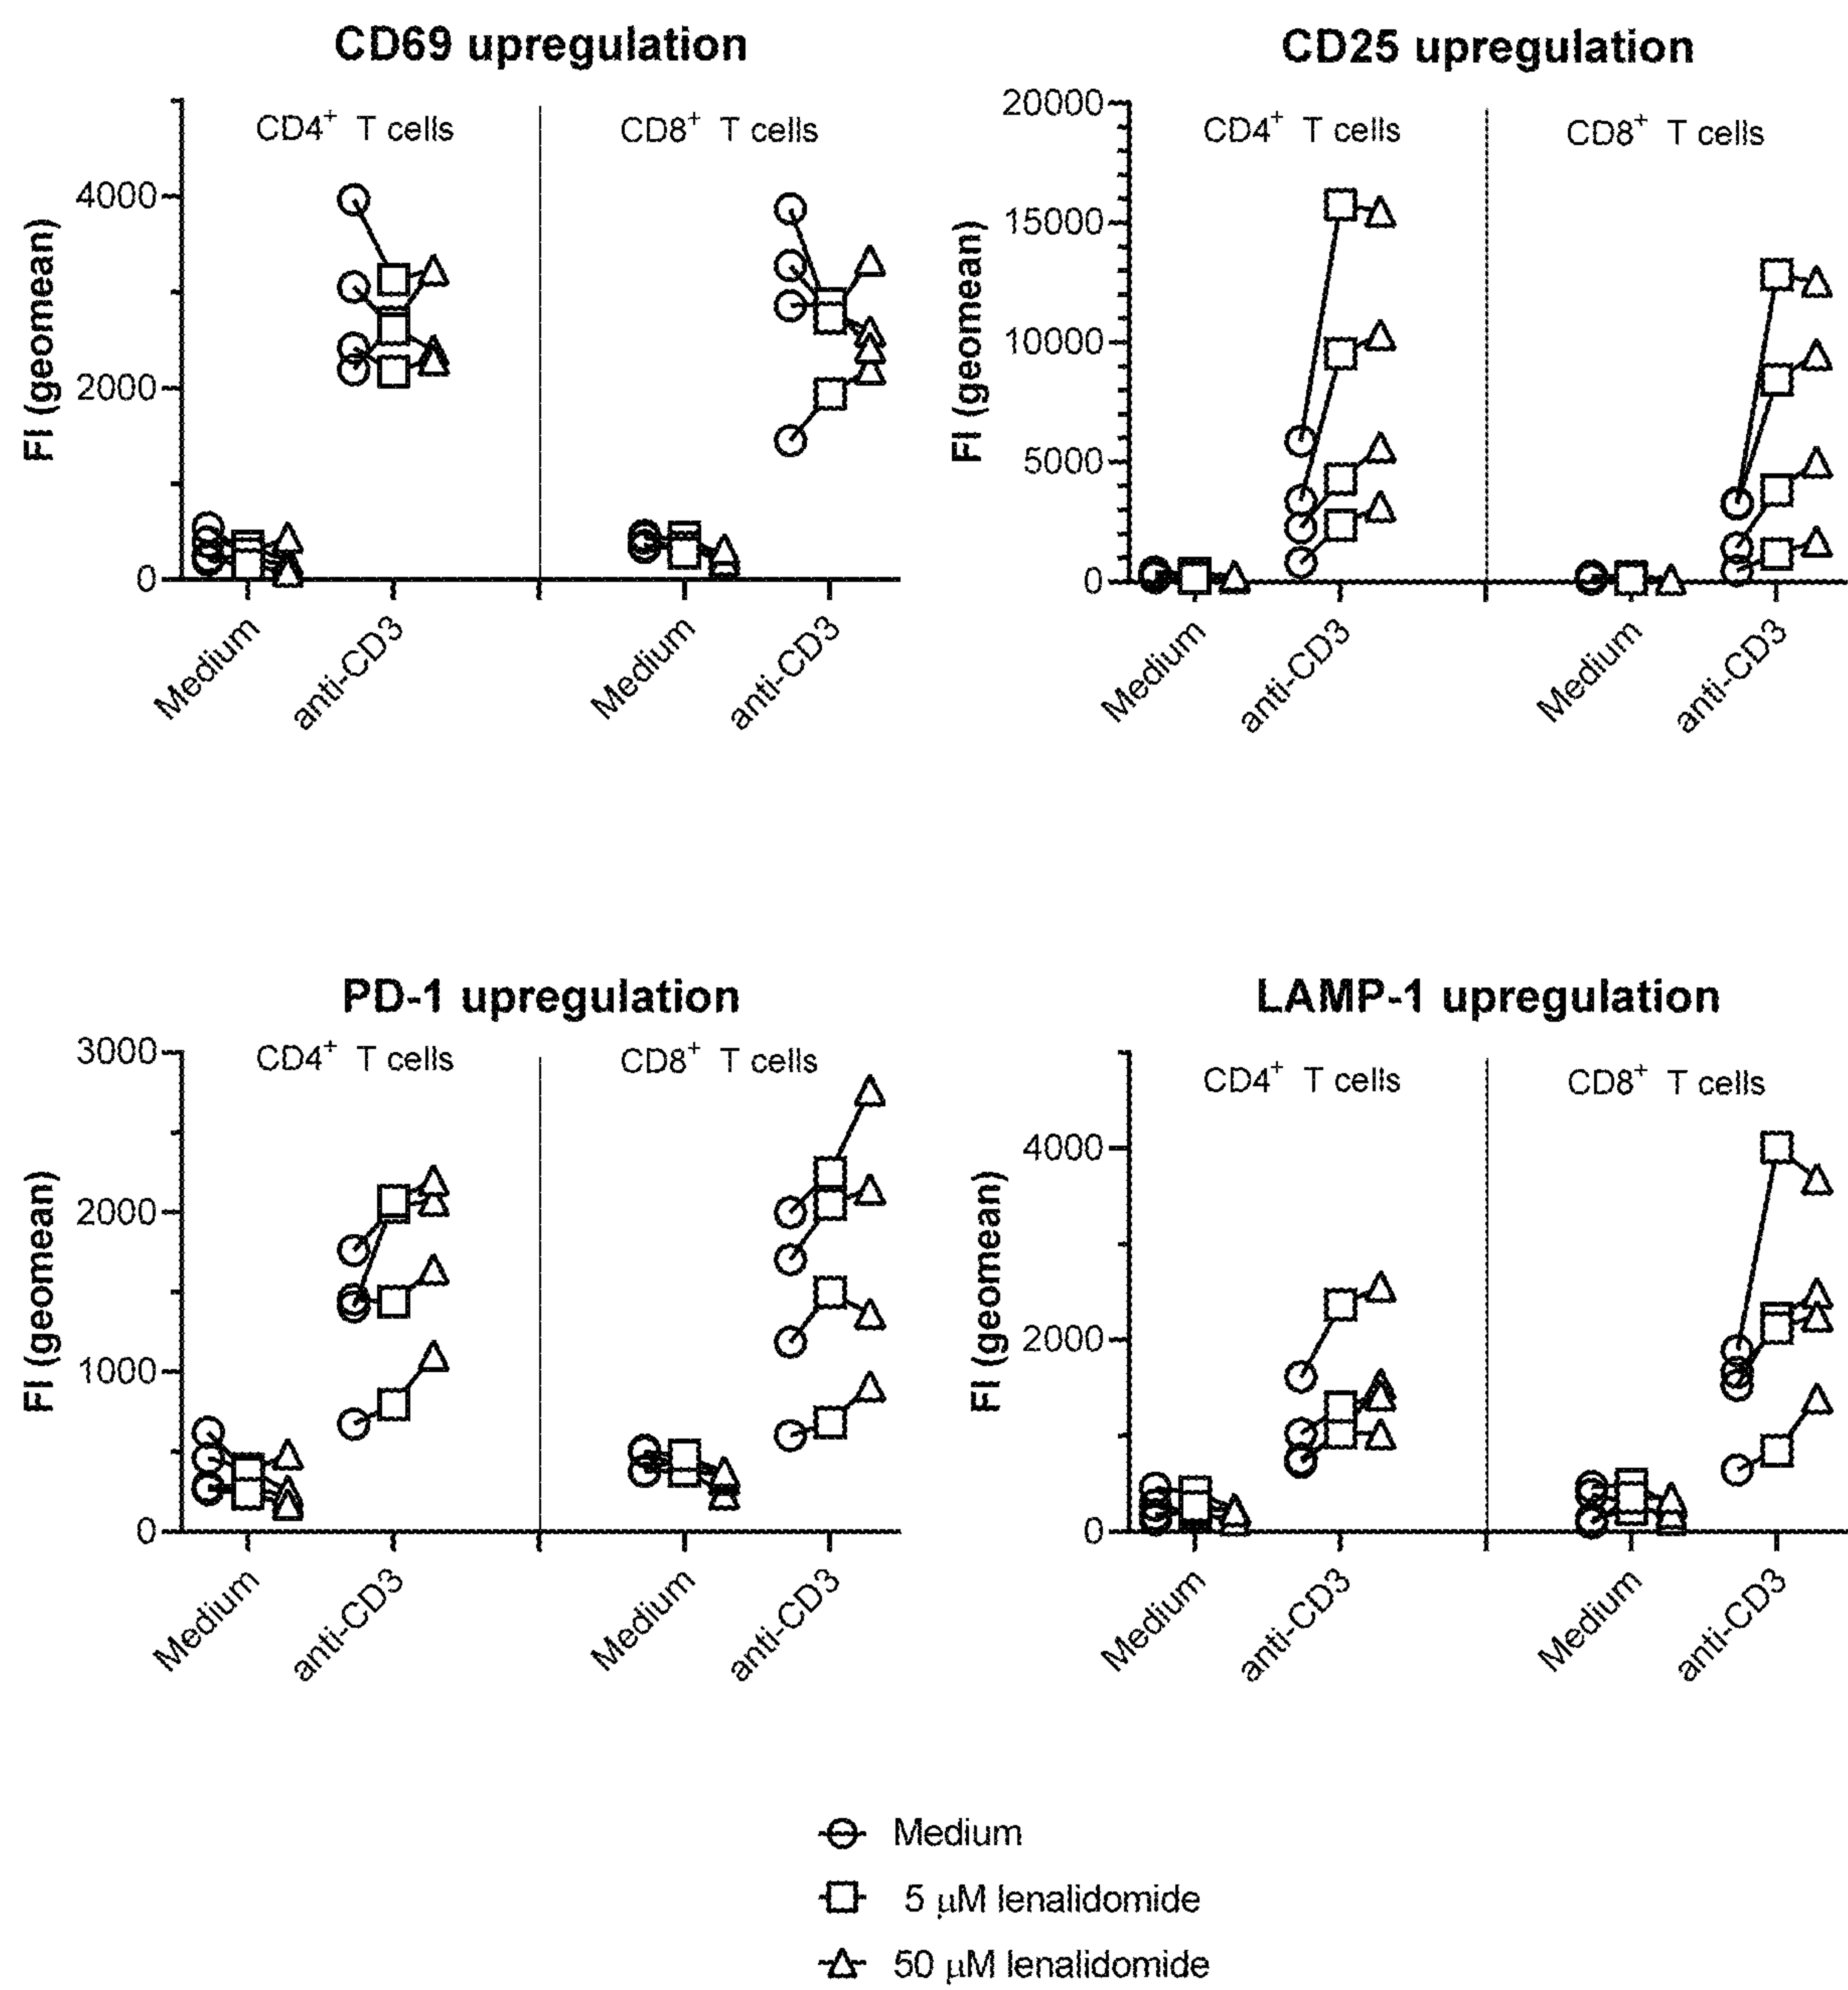 CD69 upregulation
CD4+ T cells
CD8+ T cells
FI (geomean)
4000
2000
0
Medium
anti-CD3
Medium
anti-CD3
CD25 upregulation
CD4+ T cells
CD8+ T cells
FI (geomean)
20000
15000
10000
5000
0
Medium
anti-CD3
Medium
anti-CD3
PD-1 upregulation
CD4+ T cells
CD8+ T cells
FI (geomean)
3000
2000
1000
0
Medium
anti-CD3
Medium
anti-CD3
LAMP-1 upregulation
CD4+ T cells
CD8+ T cells
FI (geomean)
4000
2000
0
Medium
anti-CD3
Medium
anti-CD3
Medium
5 μM lenalidomide
50 μM lenalidomide